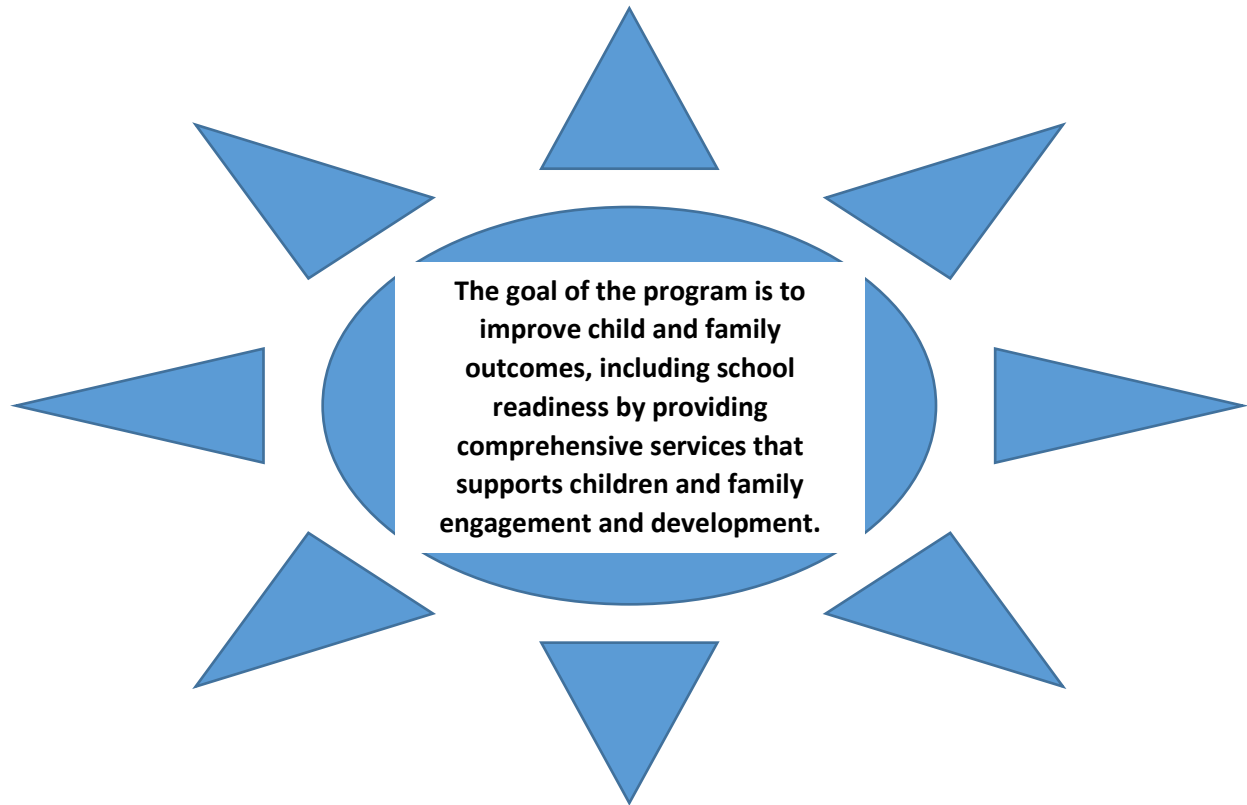 The goal of the program is to
improve child and family
outcomes, including school
readiness by providing
comprehensive services that
supports children and family
engagement and development.